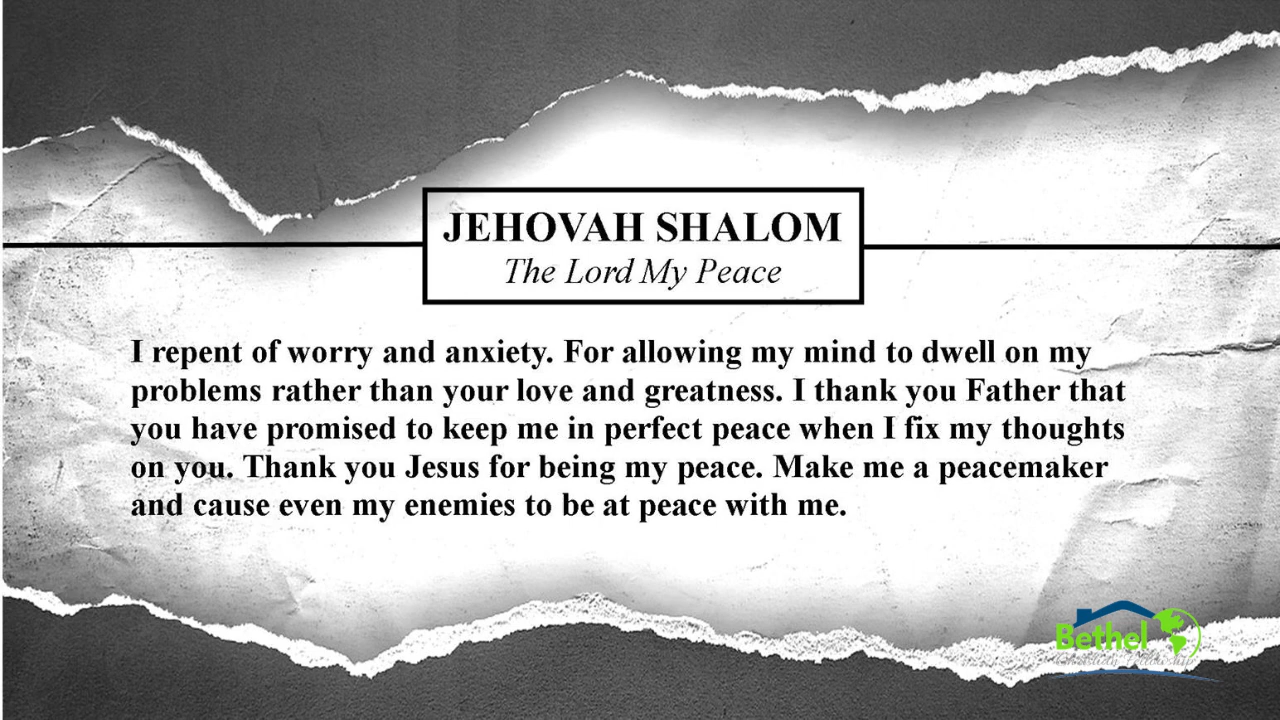 JEHOVAH SHALOM
The Lord My Peace
I repent of worry and anxiety. For allowing my mind to dwell on my
problems rather than your love and greatness. I thank you Father that
you have promised to keep me in perfect peace when I fix my thoughts
on you. Thank you Jesus for being my peace. Make me a peacemaker
and cause even my enemies to be at peace with me.
Bethel
Christian Fellowship